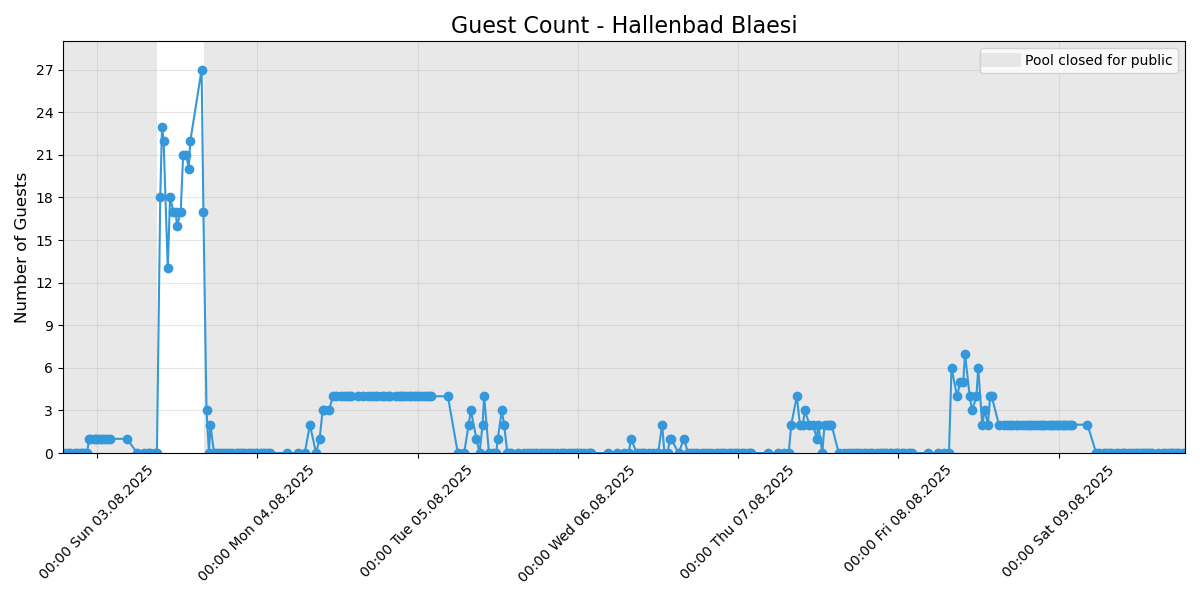 Guest Count - Hallenbad Blaesi
Pool closed for public
Number of Guests
27
24
21
18
15
12
9
6
3
0
00:00 Sun 03.08.2025
00:00 Mon 04.08.2025
00:00 Tue 05.08.2025
00:00 Wed 06.08.2025
00:00 Thu 07.08.2025
00:00 Fri 08.08.2025
00:00 Sat 09.08.2025